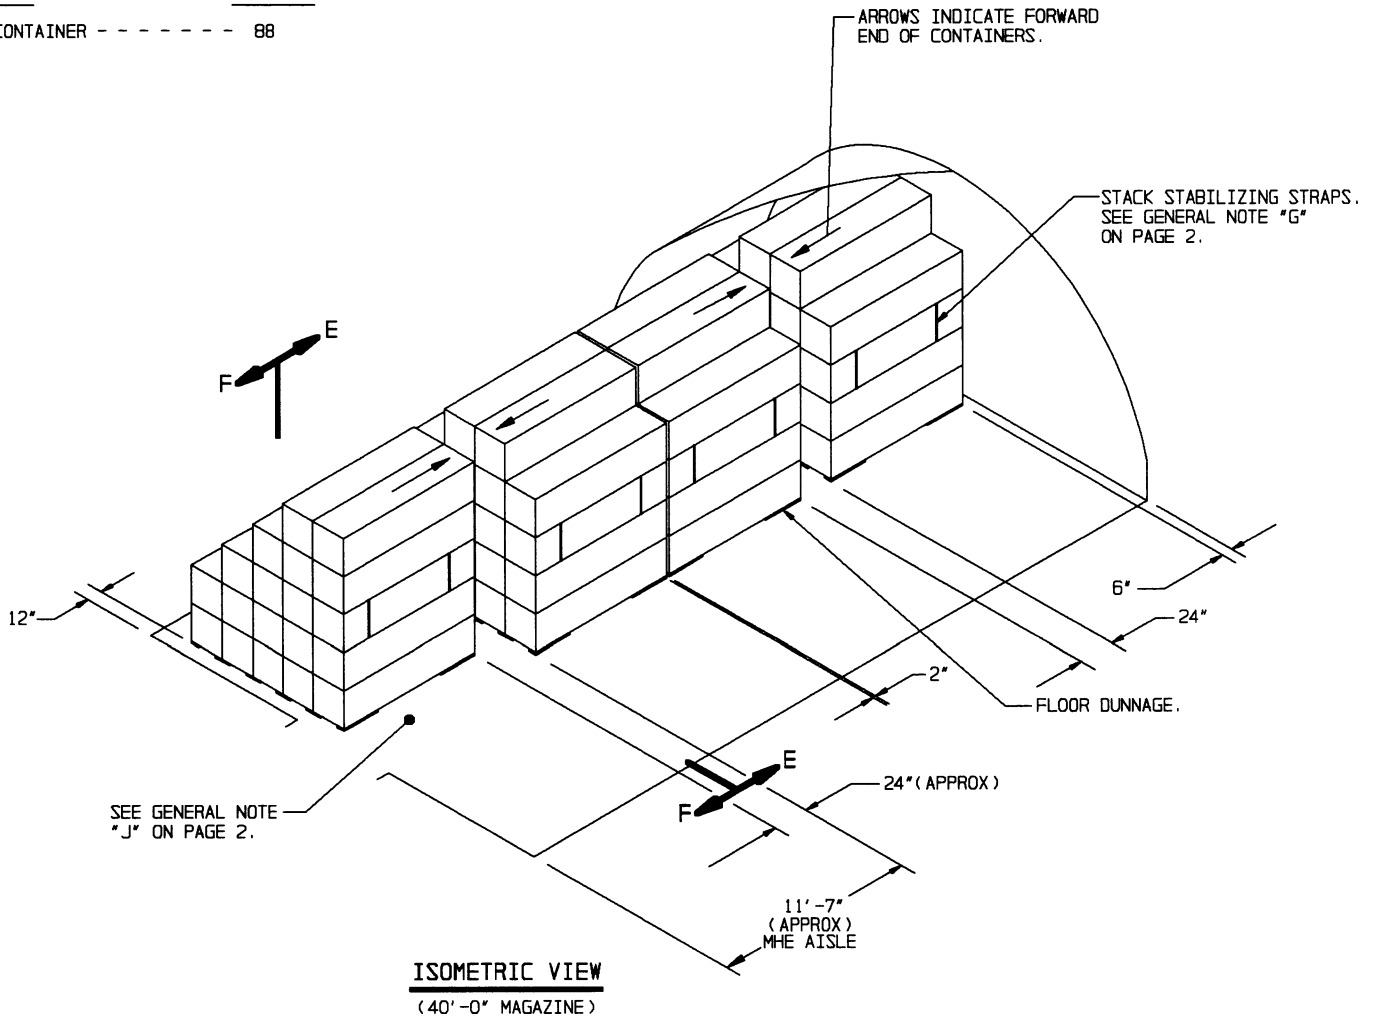 CONTAINER - - - - - - - 88
ARROWS INDICATE FORWARD
END OF CONTAINERS.
STACK STABILIZING STRAPS.
SEE GENERAL NOTE "G"
ON PAGE 2.
E
F
12"
6"
24"
2"
FLOOR DUNNAGE.
E
F
24"(APPROX)
SEE GENERAL NOTE
"J" ON PAGE 2.
11'-7"
(APPROX)
MHE AISLE
ISOMETRIC VIEW
(40'-0" MAGAZINE)